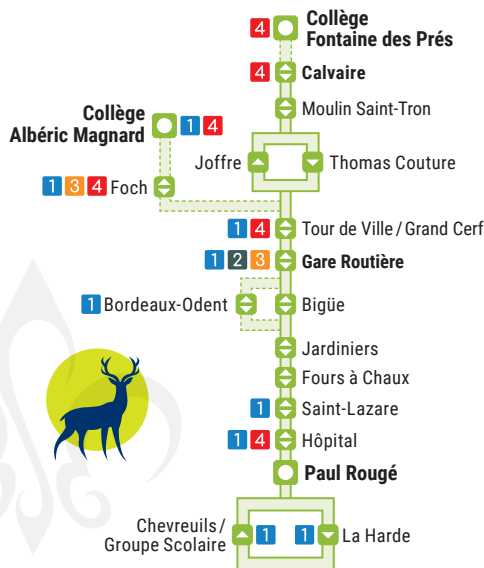 4 Collège
Fontaine des Prés
4 Calvaire
Moulin Saint-Tron
Collège
Albéric Magnard 1 4
Joffre Thomas Couture
1 3 4 Foch
1 4 Tour de Ville / Grand Cerf
1 2 3 Gare Routière
1 Bordeaux-Odent Bigüe
Jardiniers
Fours à Chaux
1 Saint-Lazare
1 4 Hôpital
Paul Rougé
Chevreuils /
Groupe Scolaire 1 1 La Harde